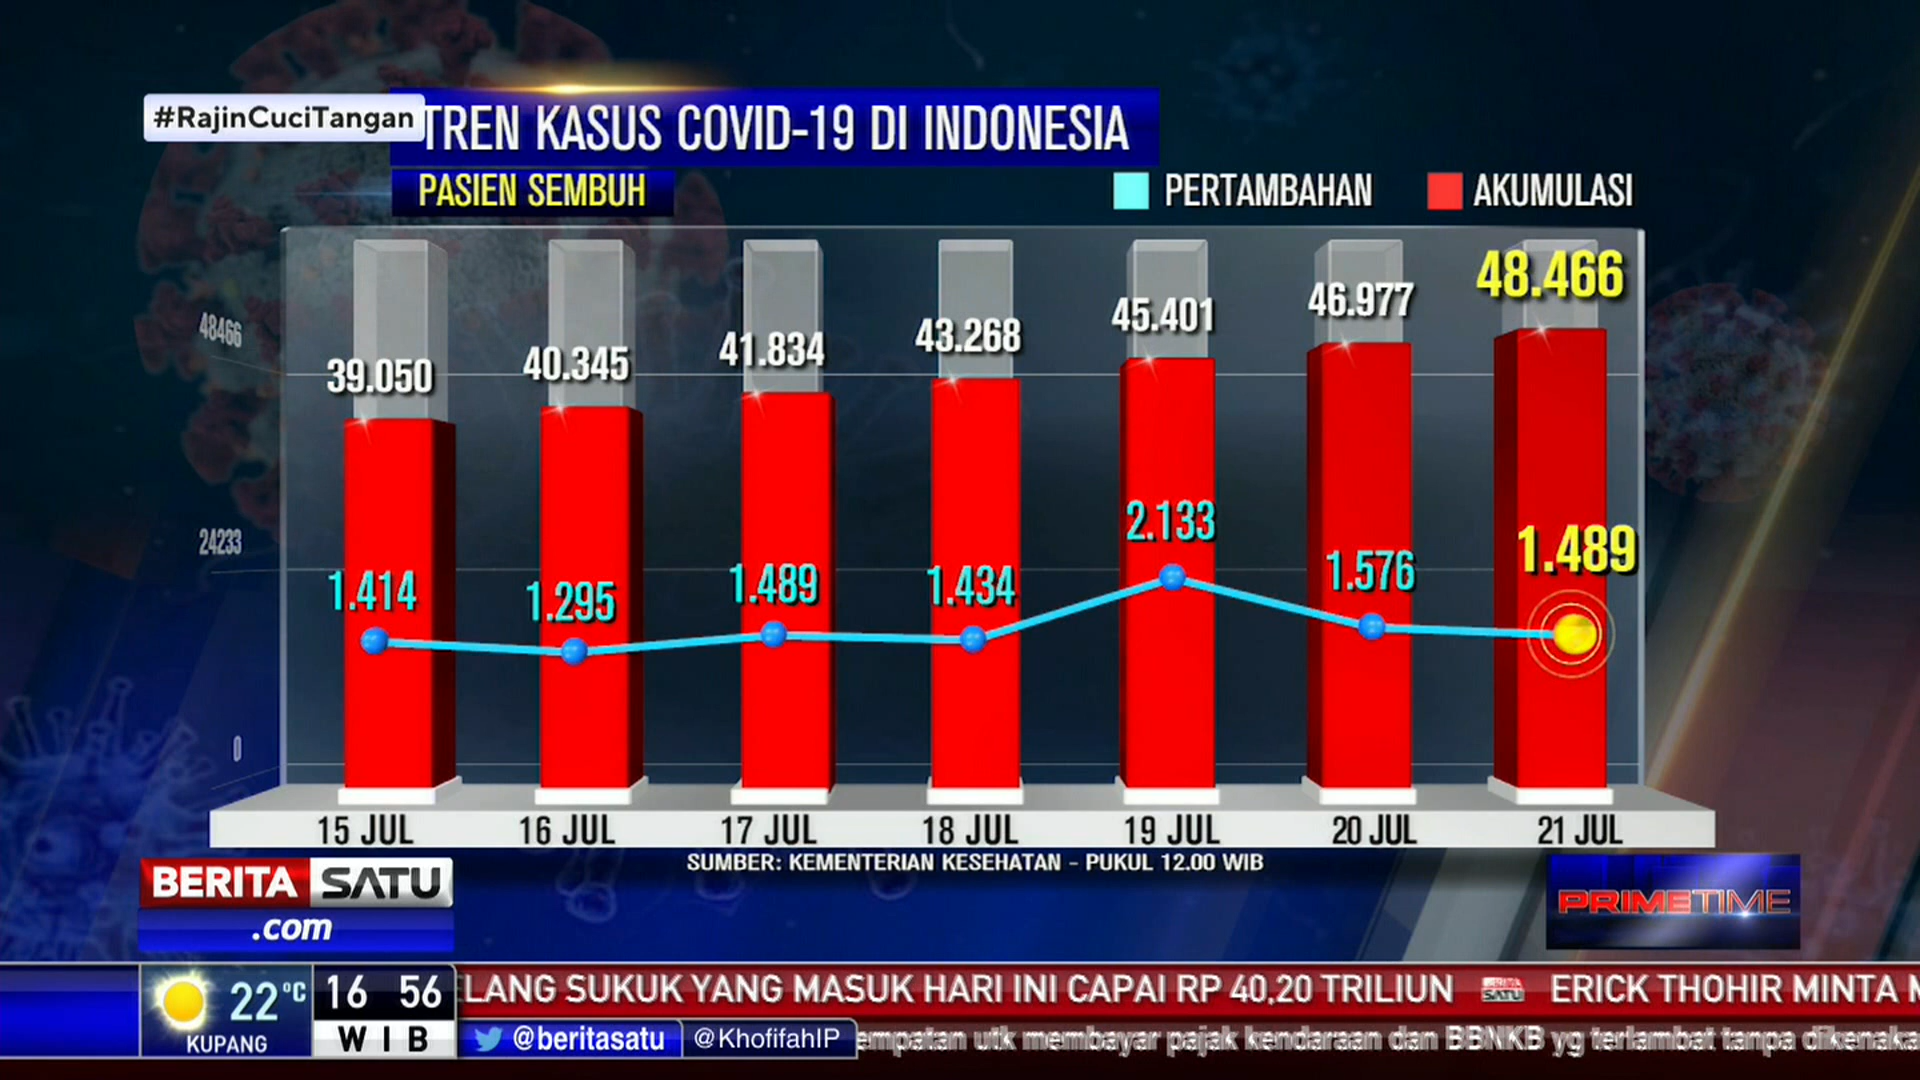 #RajinCuciTangan
TREN KASUS COVID-19 DI INDONESIA
PASIEN SEMBUH
PERTAMBAHAN
AKUMULASI
48466
24233
0
39.050
40.345
41.834
43.268
45.401
46.977
48.466
1.414
1.295
1.489
1.434
2.133
1.576
1.489
15 JUL
16 JUL
17 JUL
18 JUL
19 JUL
20 JUL
21 JUL
SUMBER: KEMENTERIAN KESEHATAN - PUKUL 12.00 WIB
BERITA SATU
.com
PRIMETIME
22°C
KUPANG
16 56
WIB
ELANG SUKUK YANG MASUK HARI INI CAPAI RP 40,20 TRILIUN
BERITA SATU
ERICK THOHIR MINTA M
@beritasatu
@KhofifahIP
empatan utk membayar pajak kendaraan dan BBNKB yg terlambat tanpa dikenaka